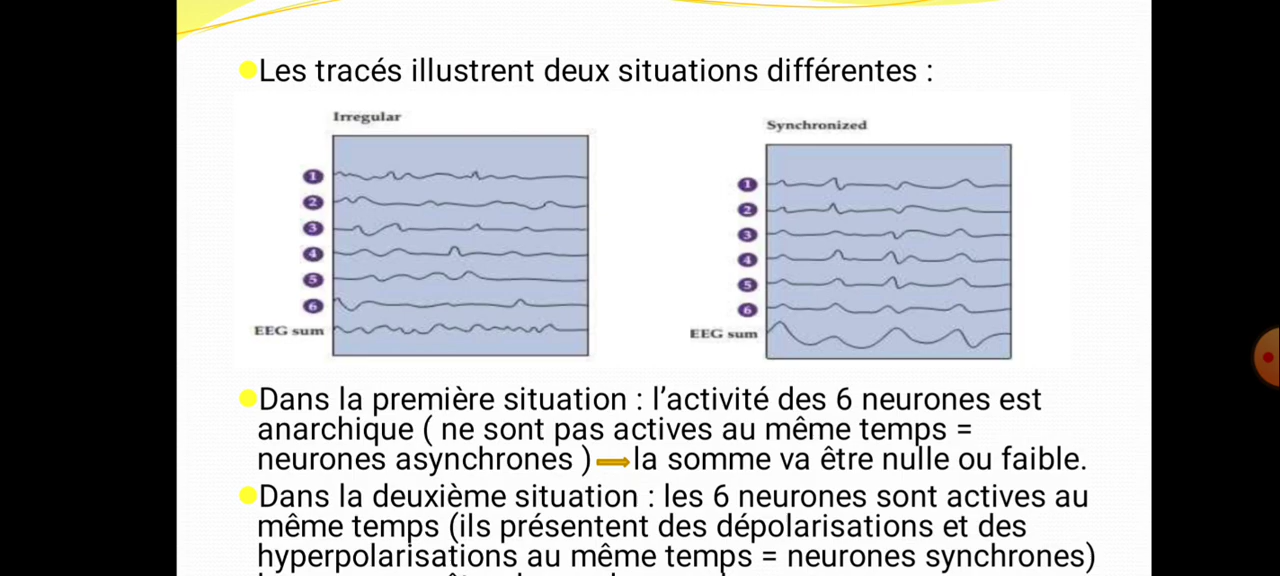 Les tracés illustrent deux situations différentes :
Irregular
1
2
3
4
5
6
EEG sum
Synchronized
1
2
3
4
5
6
EEG sum
Dans la première situation : l’activité des 6 neurones est
anarchique ( ne sont pas actives au même temps =
neurones asynchrones ) la somme va être nulle ou faible.
Dans la deuxième situation : les 6 neurones sont actives au
même temps (ils présentent des dépolarisations et des
hyperpolarisations au même temps = neurones synchrones)